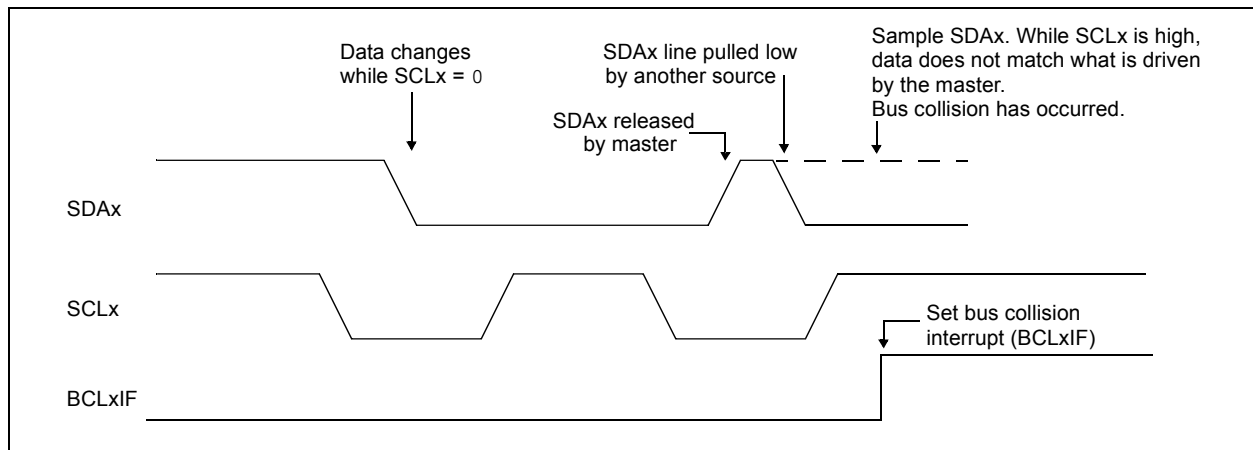 Data changes
while SCLx = 0
SDAx line pulled low
by another source
Sample SDAx. While SCLx is high,
data does not match what is driven
by the master.
Bus collision has occurred.
SDAx released
by master
SDAx
SCLx
Set bus collision
interrupt (BCLxIF)
BCLxIF